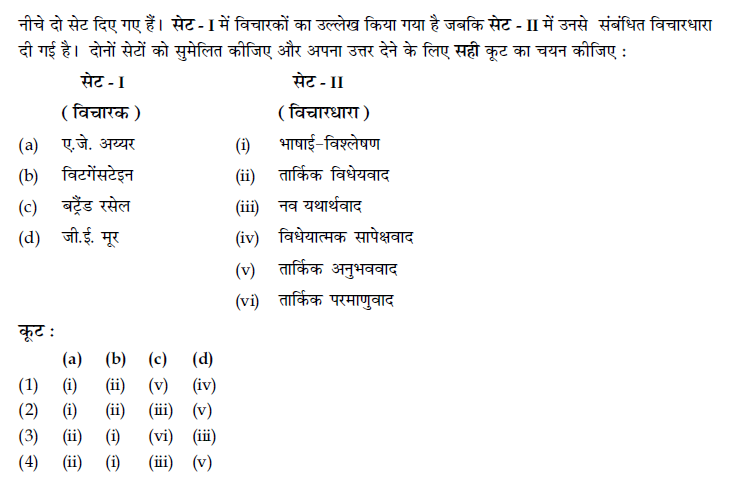 नीचे दो सेट दिए गए हैं। सेट - I में विचारकों का उल्लेख किया गया है जबकि सेट - II में उनसे संबंधित विचारधारा
दी गई है। दोनों सेटों को सुमेलित कीजिए और अपना उत्तर देने के लिए सही कूट का चयन कीजिए :
सेट - I सेट - II
( विचारक ) ( विचारधारा )
(a) ए.जे. अय्यर (i) भाषाई-विश्लेषण
(b) विटगेंसटेइन (ii) तार्किक विधेयवाद
(c) बर्ट्रैंड रसेल (iii) नव यथार्थवाद
(d) जी.ई. मूर (iv) विधेयात्मक सापेक्षवाद
(v) तार्किक अनुभववाद
(vi) तार्किक परमाणुवाद
कूट :
(a) (b) (c) (d)
(1) (i) (ii) (v) (iv)
(2) (i) (ii) (iii) (v)
(3) (ii) (i) (vi) (iii)
(4) (ii) (i) (iii) (v)